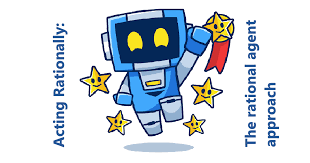 Acting Rationally:
The rational agent
approach